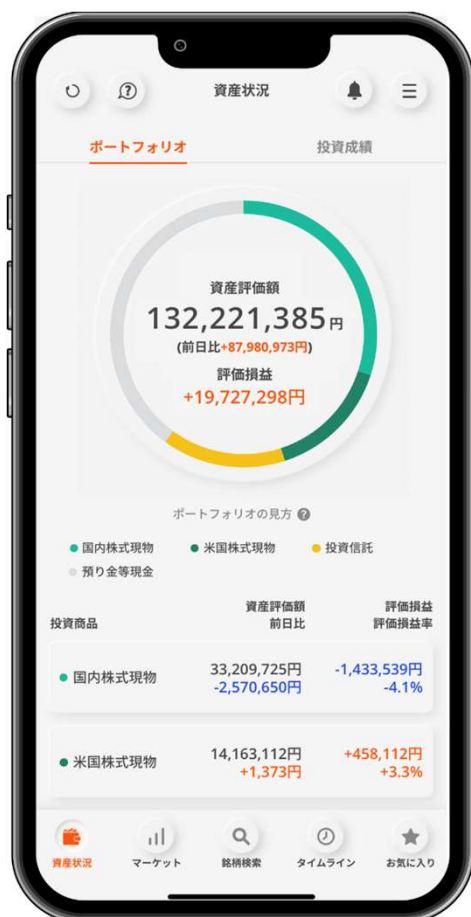 資産状況
ポートフォリオ 投資成績
資産評価額
132,221,385円
(前日比+87,980,973円)
評価損益
+19,727,298円
ポートフォリオの見方 ?
国内株式現物 米国株式現物 投資信託
預り金等現金
投資商品 資産評価額 前日比 評価損益 評価損益率
国内株式現物 33,209,725円 -1,433,539円
-2,570,650円 -4.1%
米国株式現物 14,163,112円 +458,112円
+1,373円 +3.3%
資産状況 マーケット 銘柄検索 タイムライン お気に入り